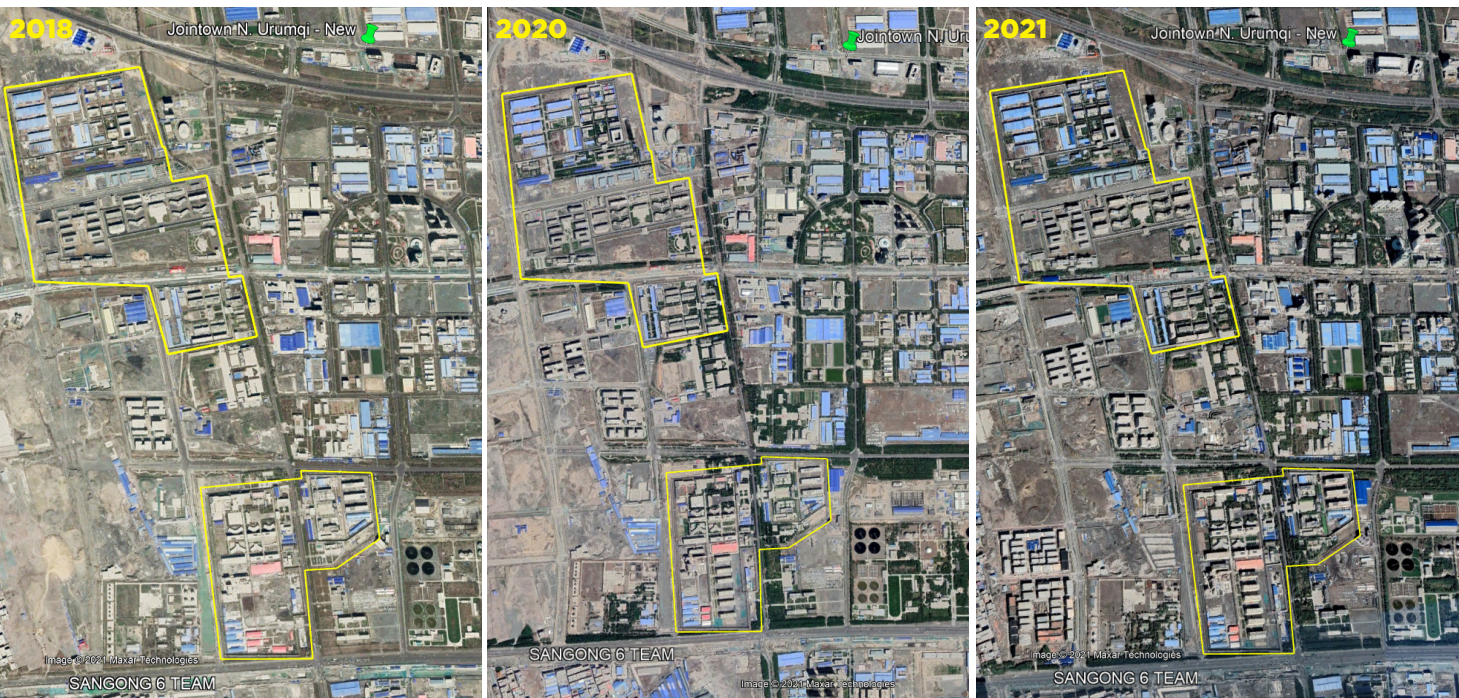 2018
Jointown N. Urumqi - New
Image © 2021 Maxar Technologies
SANGONG 6 TEAM
2020
Jointown N. Uru
SANGONG 6 TEAM
Image © 2021 Maxar Technologies
2021
Jointown N. Urumqi - New
Image © 2021 Maxar Technologies
SANGONG 6 TEAM